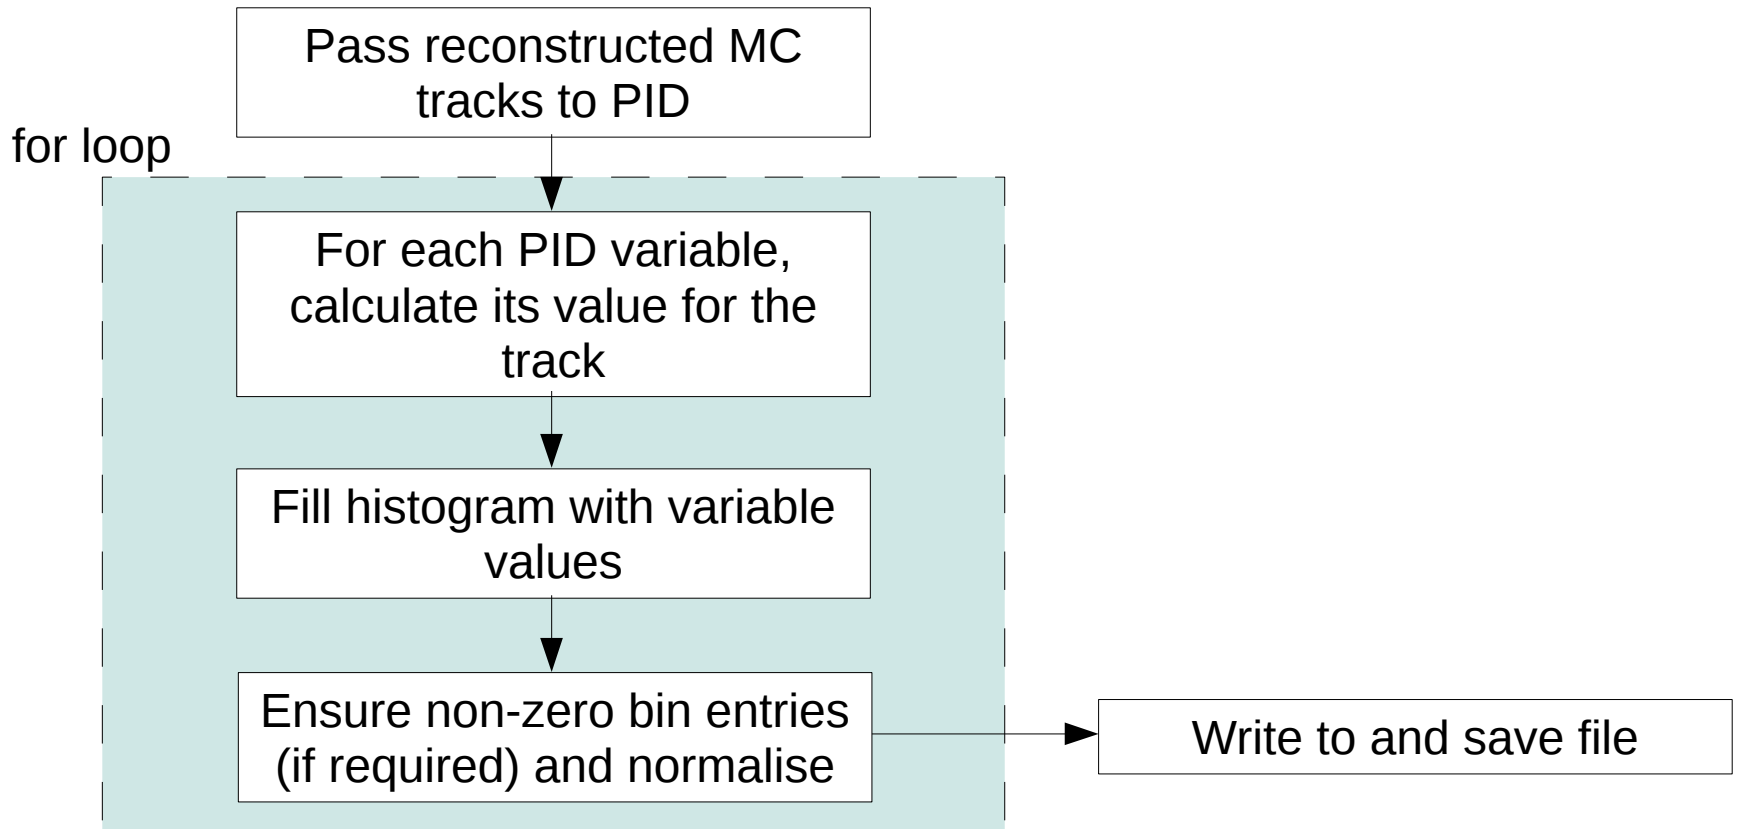 Pass reconstructed MC
tracks to PID
for loop
For each PID variable,
calculate its value for the
track
Fill histogram with variable
values
Ensure non-zero bin entries
(if required) and normalise
Write to and save file